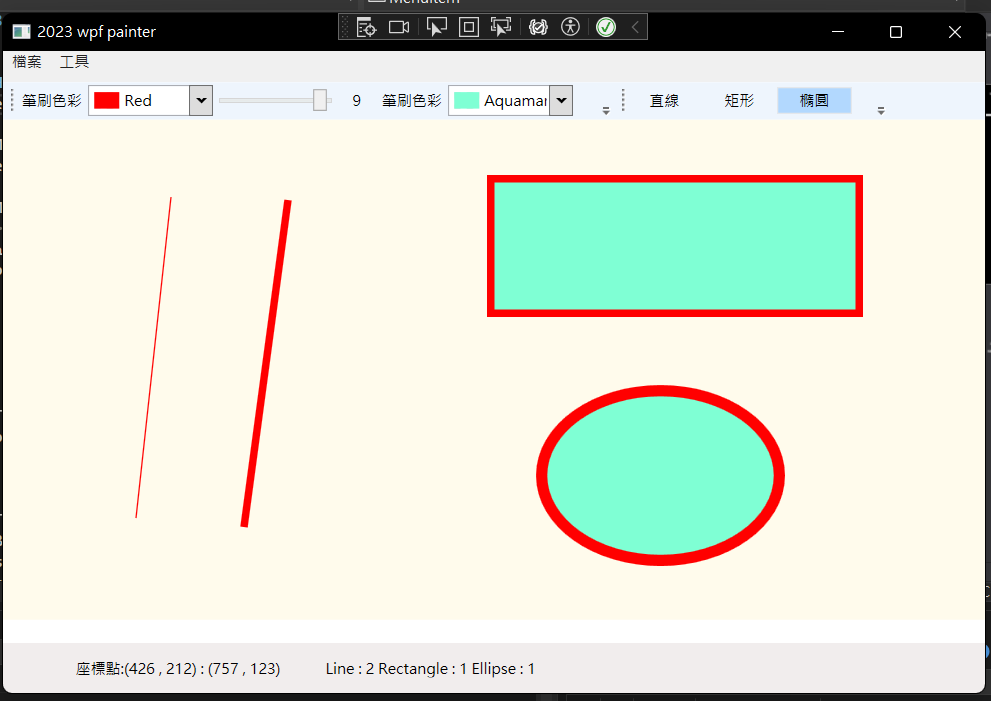 MenuItem
2023 wpf painter
檔案 工具
筆刷色彩 Red 9 筆刷色彩 Aquamar 直線 矩形 橢圓
座標點:(426 , 212) : (757 , 123) Line : 2 Rectangle : 1 Ellipse : 1